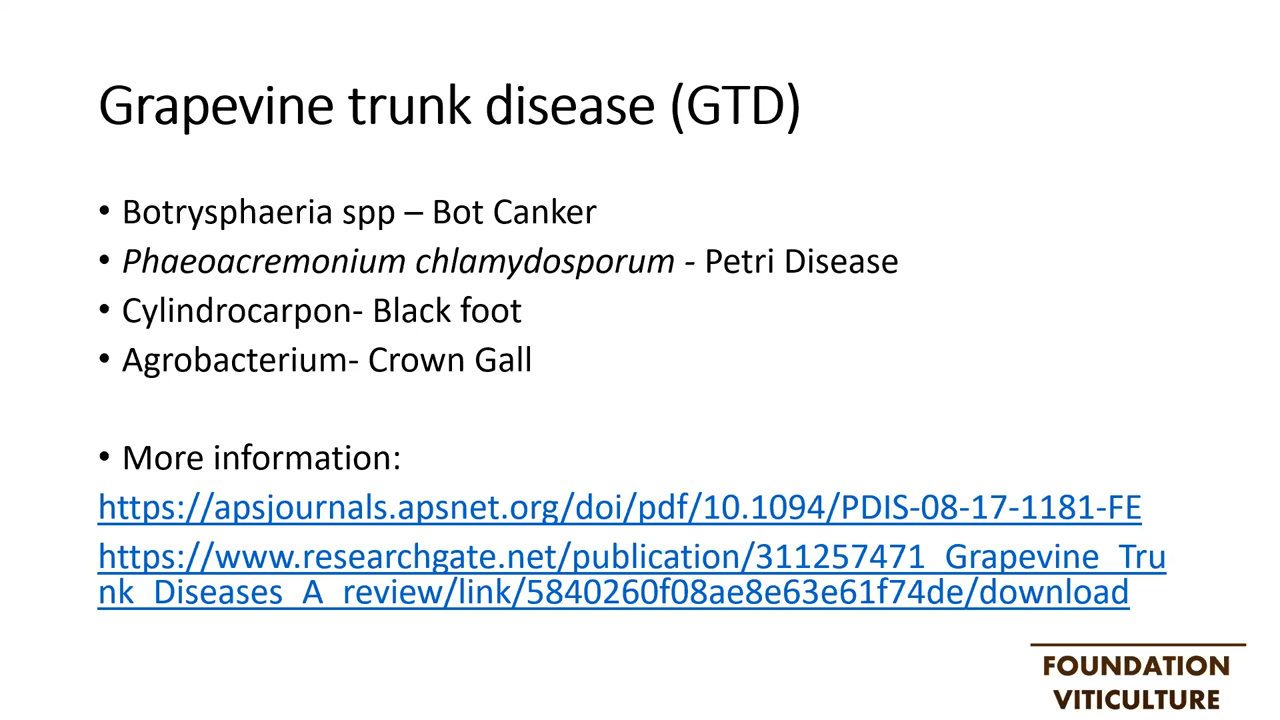 Grapevine trunk disease (GTD)
• Botrysphaeria spp – Bot Canker
• Phaeoacremonium chlamydosporum - Petri Disease
• Cylindrocarpon- Black foot
• Agrobacterium- Crown Gall
• More information:
https://apsjournals.apsnet.org/doi/pdf/10.1094/PDIS-08-17-1181-FE
https://www.researchgate.net/publication/311257471_Grapevine_Tru
nk_Diseases_A_review/link/5840260f08ae8e63e61f74de/download
FOUNDATION
VITICULTURE